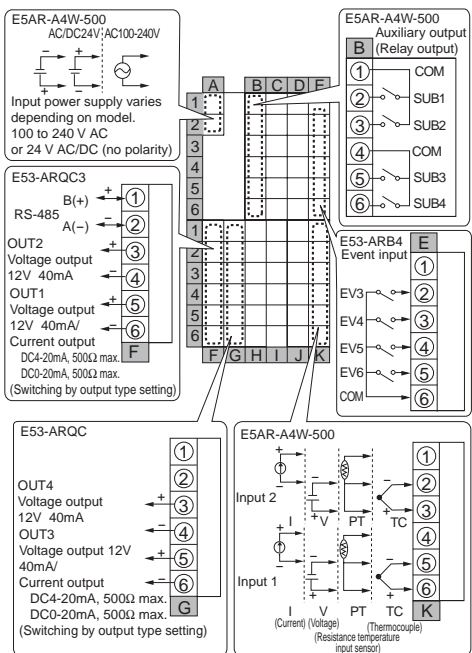 E5AR-A4W-500
AC/DC24V AC100-240V
− +
+ −
Input power supply varies
depending on model.
100 to 240 V AC
or 24 V AC/DC (no polarity)
A B C D E
1
2
3
4
5
6
1
2
3
4
5
6
F G H I J K
E5AR-A4W-500
Auxiliary output
(Relay output)
B
1 COM
2 SUB1
3 SUB2
4 COM
5 SUB3
6 SUB4
E53-ARQC3
B(+) 1
RS-485
A(−) 2
OUT2
Voltage output + 3
12V 40mA − 4
OUT1
Voltage output + 5
12V 40mA/ − 6
Current output
DC4-20mA, 500Ω max. F
DC0-20mA, 500Ω max.
(Switching by output type setting)
E53-ARB4
Event input
E
1
EV3 2
EV4 3
EV5 4
EV6 5
COM 6
E53-ARQC
1
2
OUT4
Voltage output + 3
12V 40mA
− 4
OUT3
Voltage output 12V + 5
40mA/
Current output − 6
DC4-20mA, 500Ω max.
DC0-20mA, 500Ω max. G
(Switching by output type setting)
E5AR-A4W-500
1
2
3
4
5
6
K
+
− − −
Input 2
+ +
I V PT TC
+
− − −
Input 1
+ +
I V PT TC
(Current) (Voltage) (Thermocouple)
(Resistance temperature
input sensor)